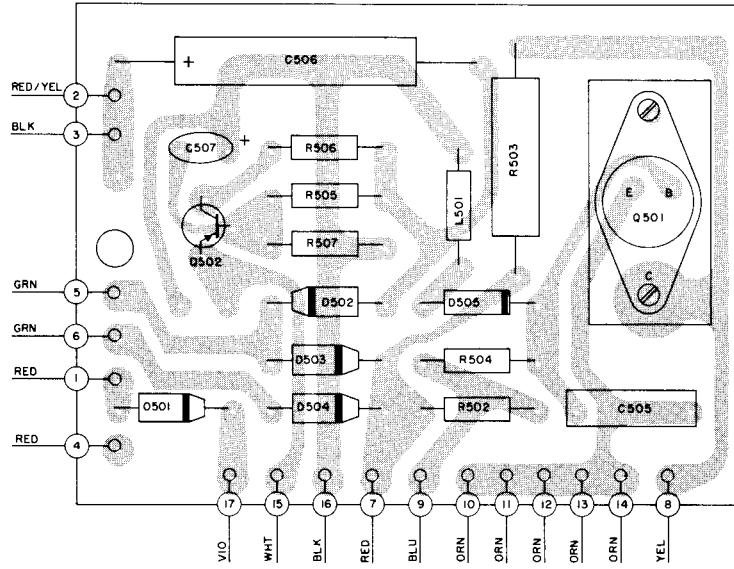 C506
+
RED/YEL
2
BLK
3
C507
+
R506
R503
R505
L501
E
B
Q501
Q502
R507
C
GRN
5
D502
D505
GRN
6
D503
R504
RED
1
O501
D504
R502
C505
RED
4
17
15
16
7
9
10
11
12
13
14
8
VIO
WHT
BLK
RED
BLU
ORN
ORN
ORN
ORN
ORN
YEL